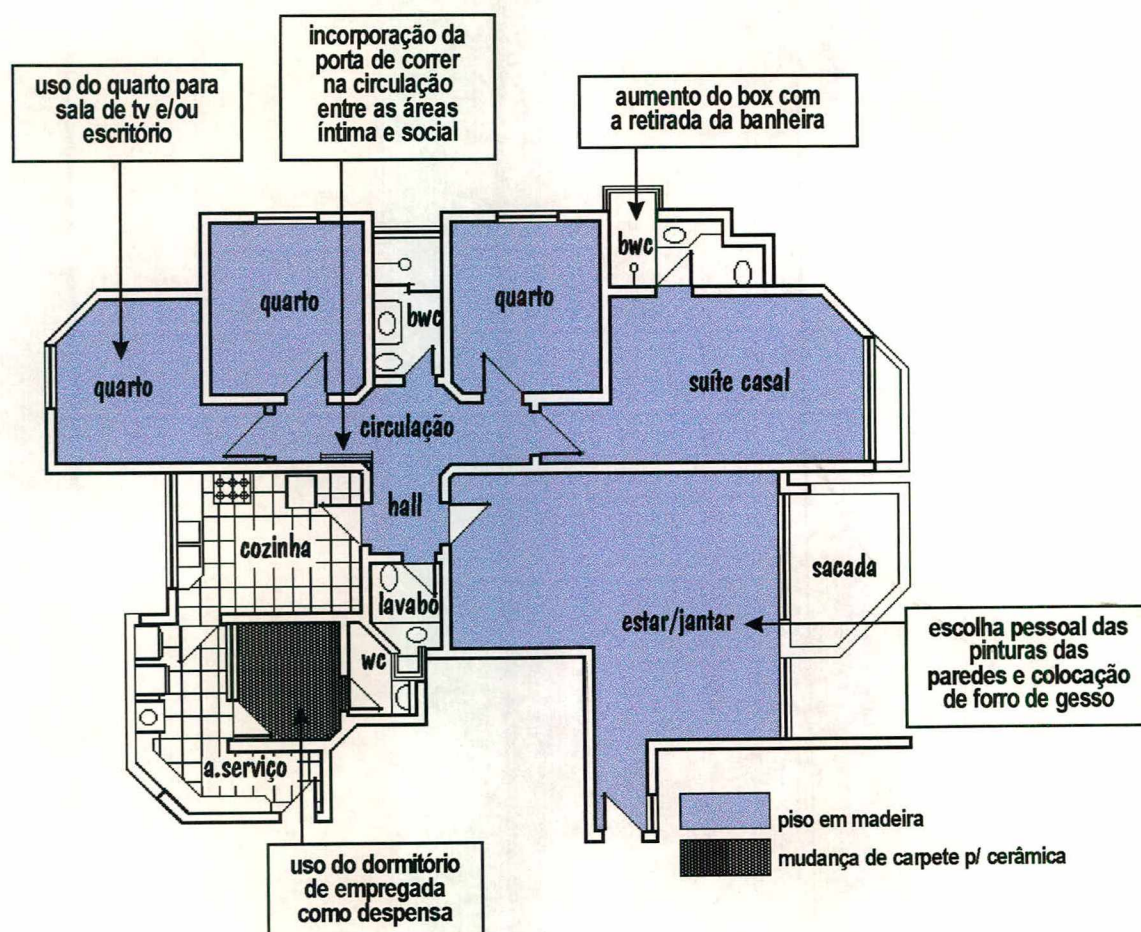 incorporação da
porta de correr
na circulação
entre as áreas
íntima e social
uso do quarto para
sala de tv e/ou
escritório
aumento do box com
a retirada da banheira
bwc
quarto
bwc
quarto
quarto
suíte casal
circulação
hall
cozinha
sacada
lavabo
estar/jantar
wc
escolha pessoal das
pinturas das
paredes e colocação
de forro de gesso
a.serviço
piso em madeira
mudança de carpete p/ cerâmica
uso do dormitório
de empregada
como despensa